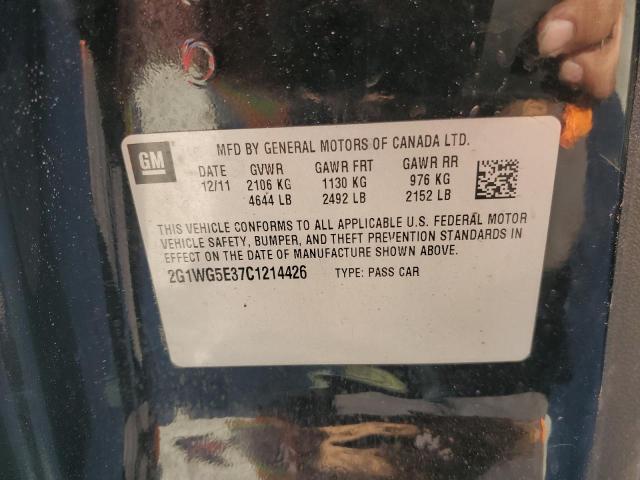 GM
MFD BY GENERAL MOTORS OF CANADA LTD.
DATE GVWR GAWR FRT GAWR RR
12/11 2106 KG 1130 KG 976 KG
4644 LB 2492 LB 2152 LB
THIS VEHICLE CONFORMS TO ALL APPLICABLE U.S. FEDERAL MOTOR
VEHICLE SAFETY, BUMPER, AND THEFT PREVENTION STANDARDS IN
EFFECT ON THE DATE OF MANUFACTURE SHOWN ABOVE.
2G1WG5E37C1214426 TYPE: PASS CAR